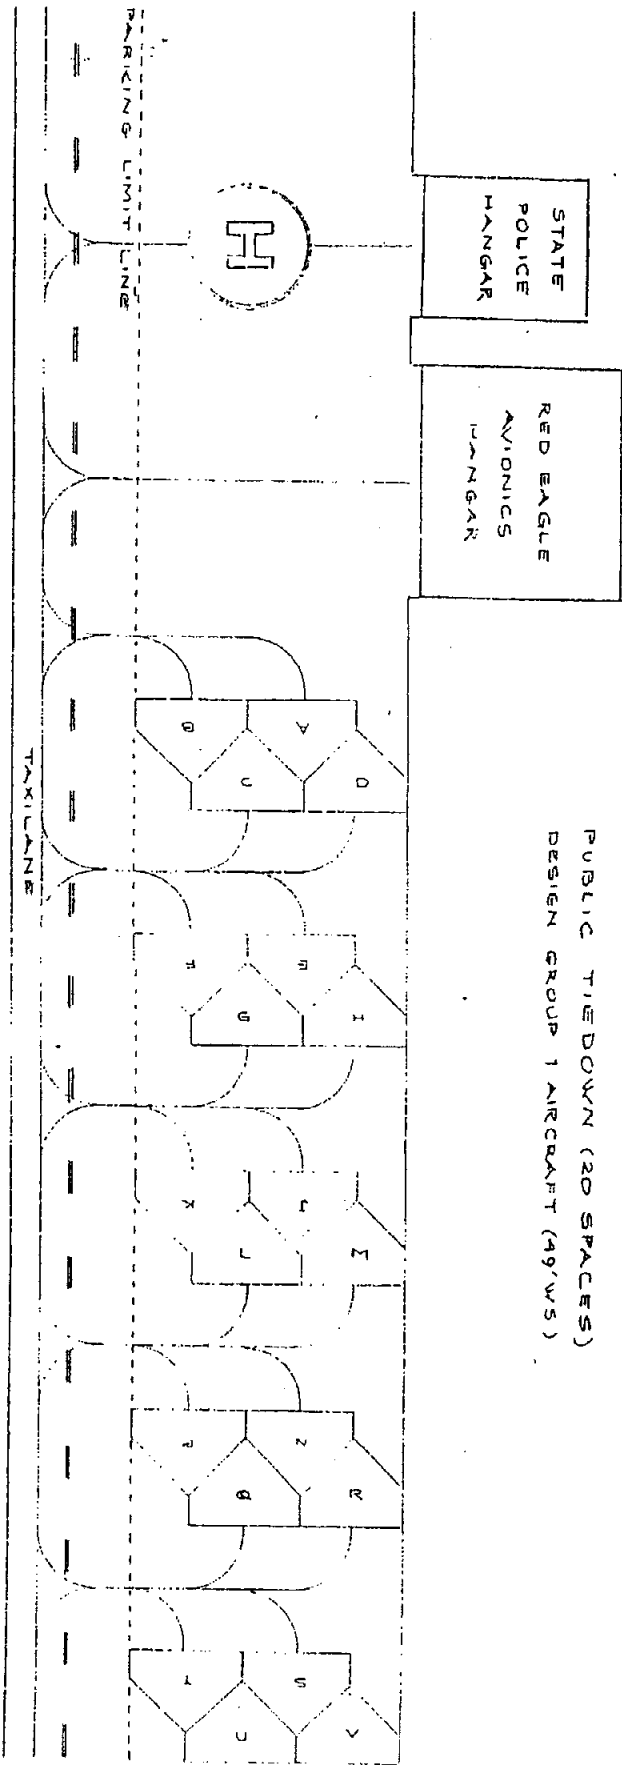 PARKING LIMIT LINE
H
STATE
POLICE
HANGAR
RED EAGLE
AVIONICS
HANGAR
PUBLIC TIEDOWN (20 SPACES)
DESIGN GROUP 1 AIRCRAFT (49'WS)
TAXILANE
B
A
C
D
F
E
G
H
K
J
L
M
P
N
Q
R
T
S
U
V